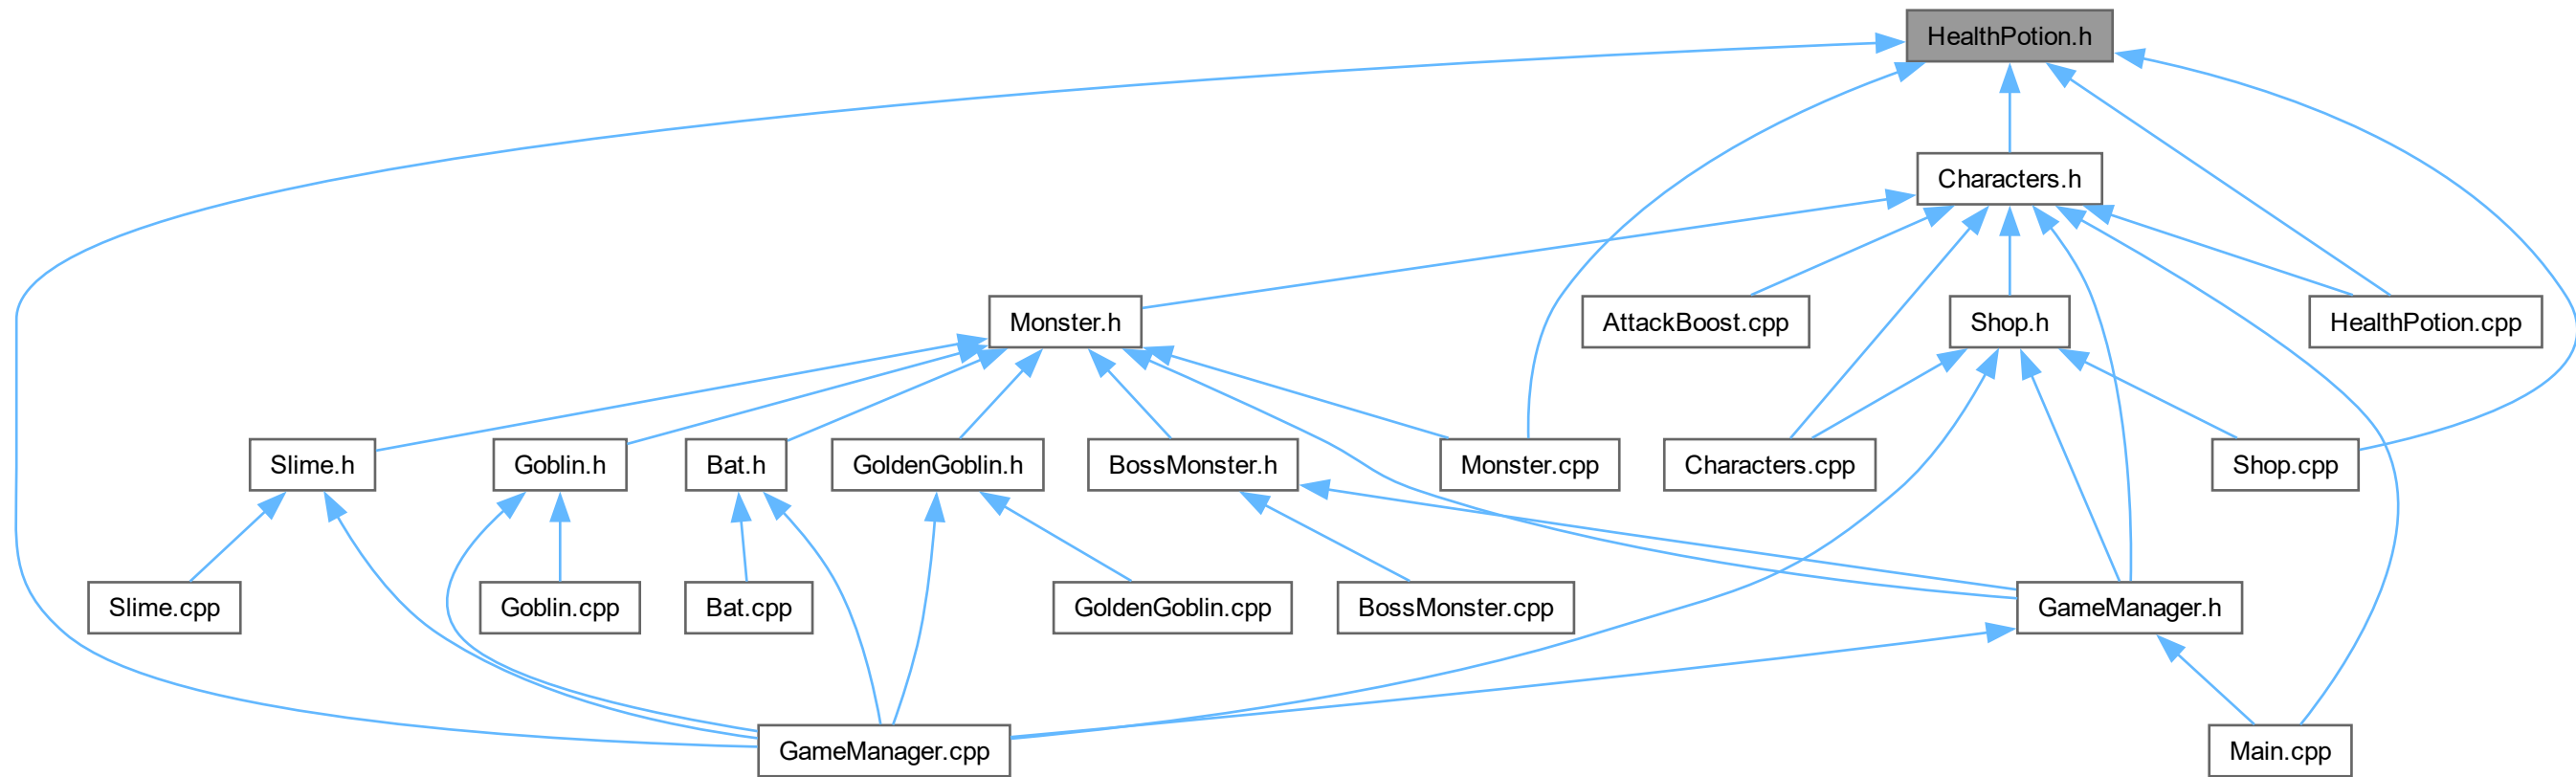 HealthPotion.h
Characters.h
Monster.h
AttackBoost.cpp
Shop.h
HealthPotion.cpp
Slime.h
Goblin.h
Bat.h
GoldenGoblin.h
BossMonster.h
Monster.cpp
Characters.cpp
Shop.cpp
Slime.cpp
Goblin.cpp
Bat.cpp
GoldenGoblin.cpp
BossMonster.cpp
GameManager.h
GameManager.cpp
Main.cpp